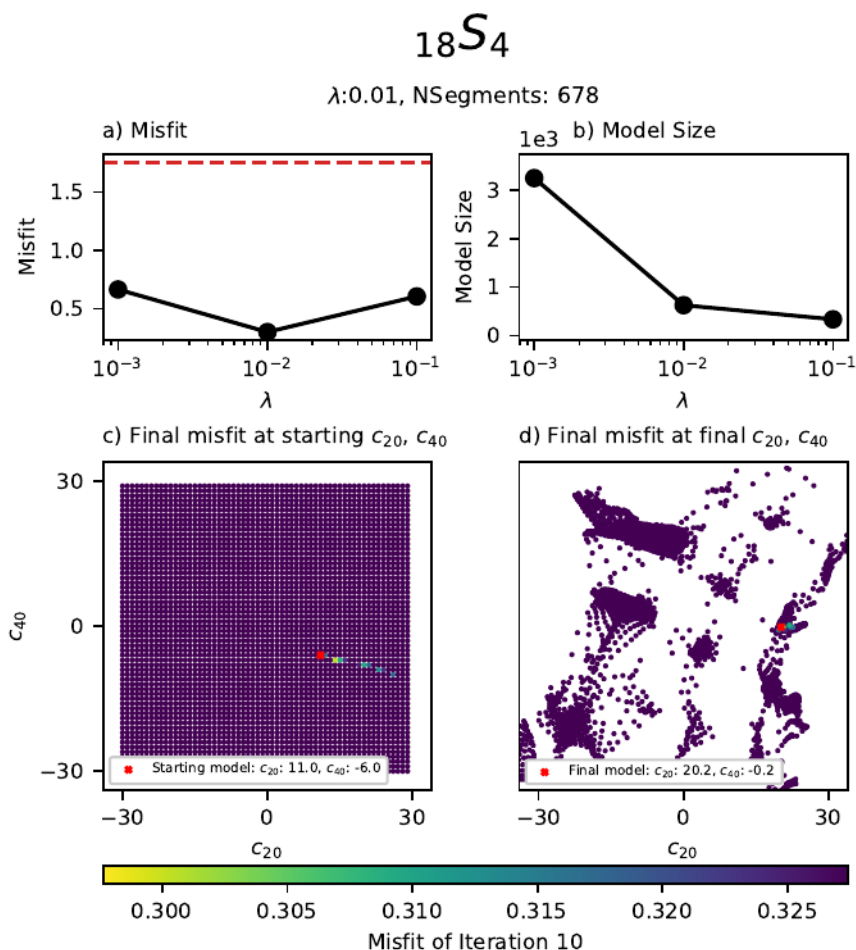 ₁₈S₄
λ:0.01, NSegments: 678
a) Misfit
b) Model Size
1e3
1.5
1.0
0.5
Misfit
10⁻³
10⁻²
10⁻¹
λ
3
2
1
0
Model Size
10⁻³
10⁻²
10⁻¹
λ
c) Final misfit at starting c₂₀, c₄₀
30
0
−30
c₄₀
Starting model: c₂₀: 11.0, c₄₀: -6.0
−30
0
30
c₂₀
d) Final misfit at final c₂₀, c₄₀
Final model: c₂₀: 20.2, c₄₀: -0.2
−30
0
30
c₂₀
0.300
0.305
0.310
0.315
0.320
0.325
Misfit of Iteration 10